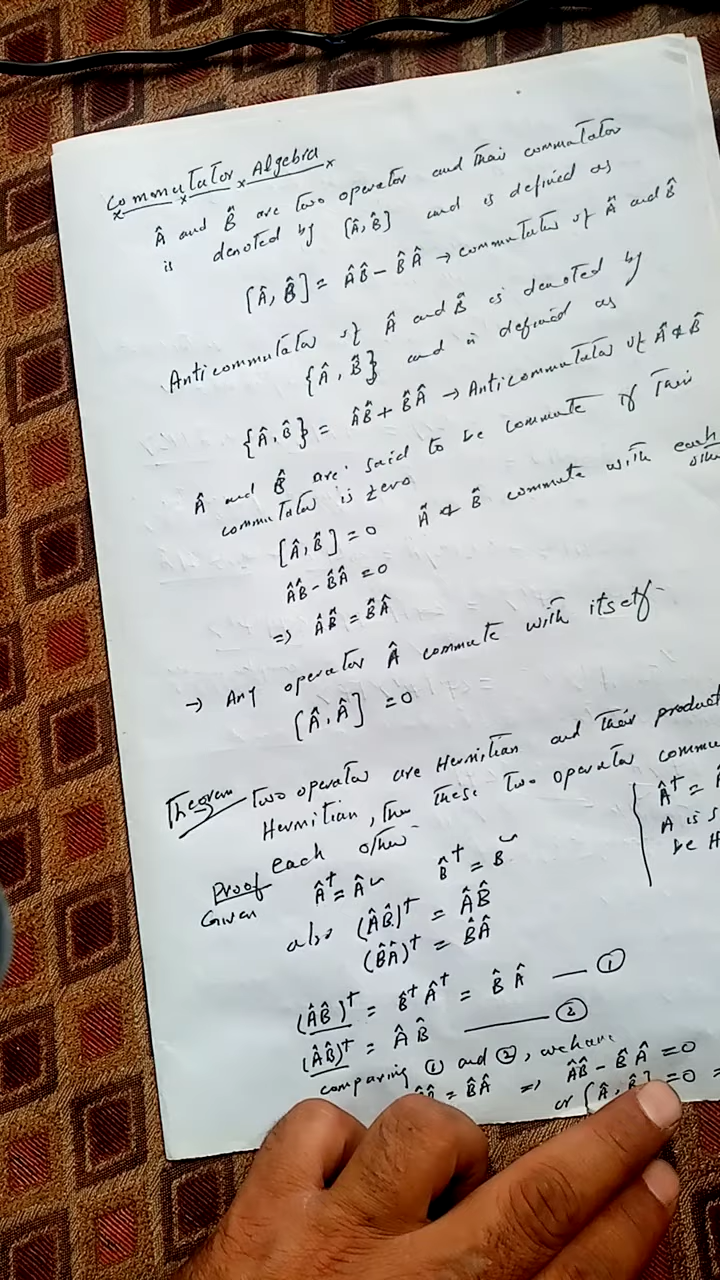 Commutator Algebra
Â and B̂ are two operator and their commutator
is denoted by [Â, B̂] and is defined as
[Â, B̂] = ÂB̂ - B̂Â → commutator of Â and B̂
Anticommutator of Â and B̂ is denoted by
{Â, B̂} and is defined as
{Â, B̂} = ÂB̂ + B̂Â → Anticommutator of Â & B̂
Â and B̂ are said to be commute if their
commutator is zero
[Â, B̂] = 0 Â & B̂ commute with each other
ÂB̂ - B̂Â = 0
=> ÂB̂ = B̂Â
→ Any operator Â commute with itself
[Â, Â] = 0
Theorem Two operator are Hermitian and their product
Hermitian, then these two operator
each other
Â† =
A is
be
Proof
Given Â† = Â B̂† = B̂
also (ÂB̂)† = ÂB̂
(B̂Â)† = B̂Â
(ÂB̂)† = B̂†Â† = B̂Â — ①
(ÂB̂)† = ÂB̂ — ②
comparing ① and ②, we have
= B̂Â => ÂB̂ - B̂Â = 0
or [Â, B̂] = 0 =